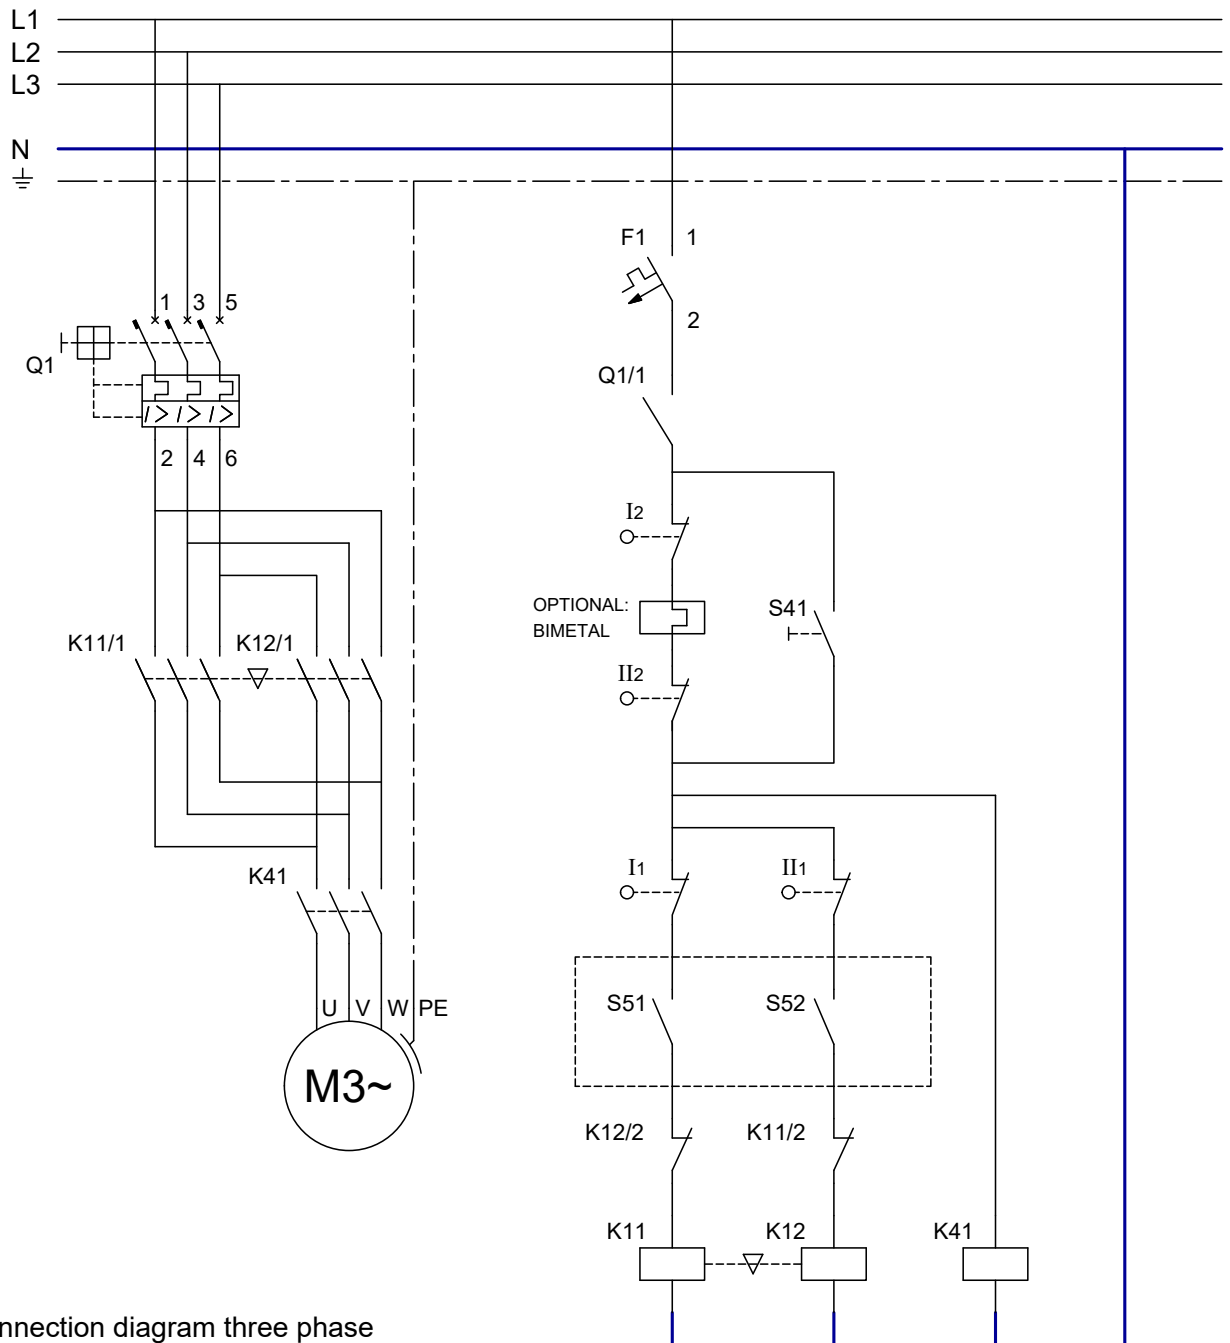 L1
L2
L3
N
F1 1
2
1 3 5
Q1
Q1/1
2 4 6
I2
OPTIONAL:
BIMETAL
S41
K11/1 K12/1
II2
K41
I1 II1
U V W PE
S51 S52
M3~
K12/2 K11/2
K11 K12 K41
nnection diagram three phase